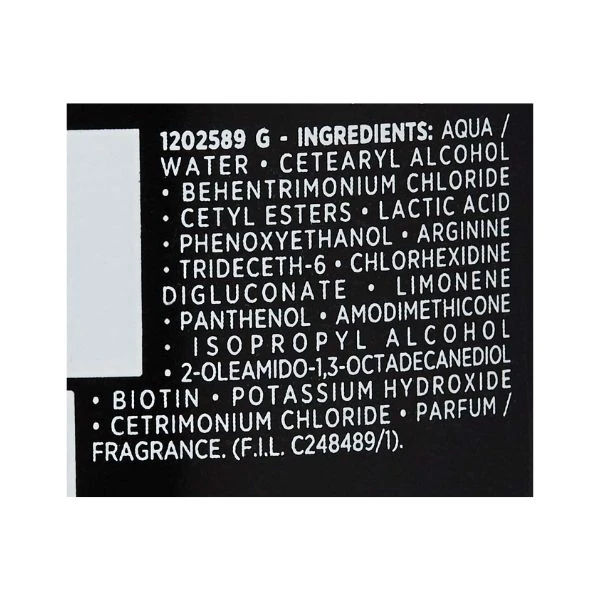 1202589 G - INGREDIENTS: AQUA /
WATER • CETEARYL ALCOHOL
• BEHENTRIMONIUM CHLORIDE
• CETYL ESTERS • LACTIC ACID
• PHENOXYETHANOL • ARGININE
• TRIDECETH-6 • CHLORHEXIDINE
DIGLUCONATE • LIMONENE
• PANTHENOL • AMODIMETHICONE
• ISOPROPYL ALCOHOL
• 2-OLEAMIDO-1,3-OCTADECANEDIOL
• BIOTIN • POTASSIUM HYDROXIDE
• CETRIMONIUM CHLORIDE • PARFUM /
FRAGRANCE. (F.I.L. C248489/1).